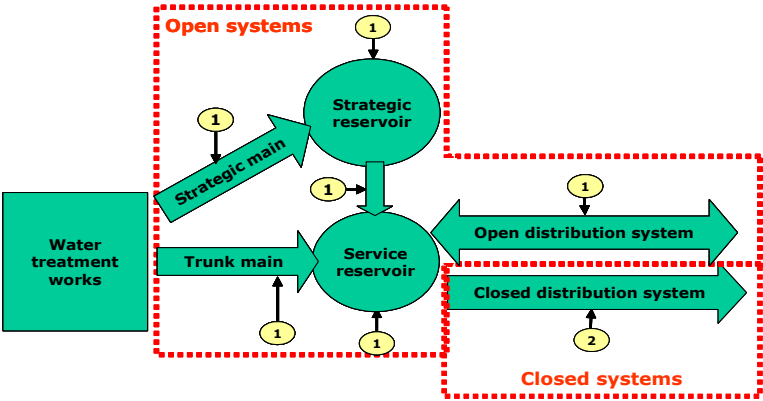 Open systems
1
Strategic
reservoir
1
Strategic main
1
1
Water
treatment
works
Trunk main
Service
reservoir
Open distribution system
Closed distribution system
1
1
2
Closed systems